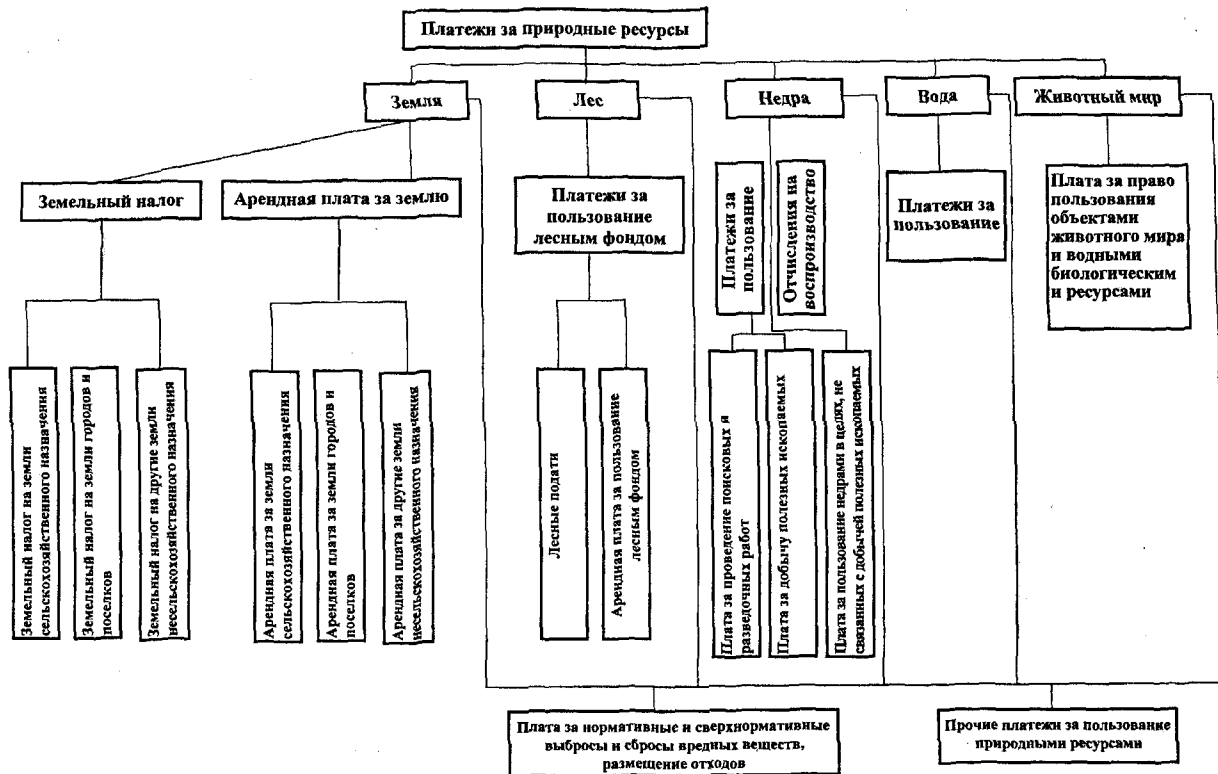 Платежи за природные ресурсы
Земля
Лес
Недра
Вода
Животный мир
Земельный налог
Арендная плата за землю
Платежи за
пользование
лесным фондом
Платежи за
пользование
Отчисления на
воспроизводство
Платежи за
пользование
Плата за право
пользования
объектами
животного мира
и водными
биологическим
и ресурсами
Земельный налог на земли
сельскохозяйственного назначения
Земельный налог на земли городов и
поселков
Земельный налог на другие земли
несельскохозяйственного назначения
Арендная плата за земли
сельскохозяйственного назначения
Арендная плата за земли городов и
поселков
Арендная плата за другие земли
несельскохозяйственного назначения
Лесные подати
Арендная плата за пользование
лесным фондом
Плата за проведение поисковых и
разведочных работ
Плата за добычу полезных ископаемых
Плата за пользование недрами в целях, не
связанных с добычей полезных ископаемых
Плата за нормативные и сверхнормативные
выбросы и сбросы вредных веществ,
размещение отходов
Прочие платежи за пользование
природными ресурсами